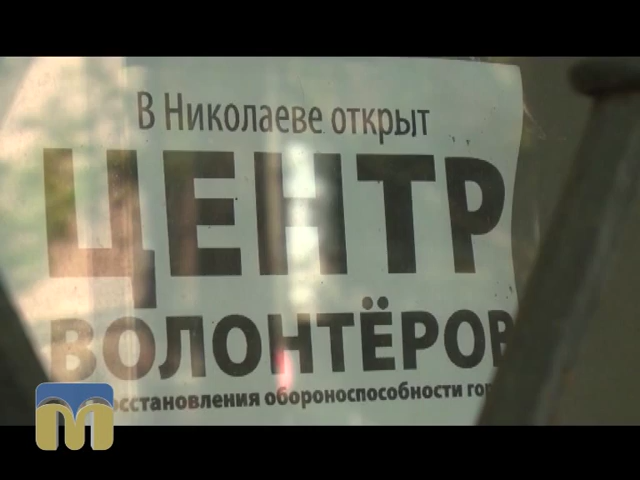 В Николаеве открыт
ЦЕНТР
ВОЛОНТЁРОВ
обороноспособности
М